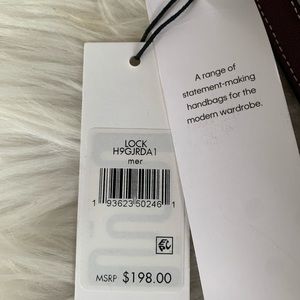 A range of
statement-making
handbags for the
modern wardrobe.
LOCK
H9GJRDA1
mer
1 93623 50246 1
MSRP $198.00